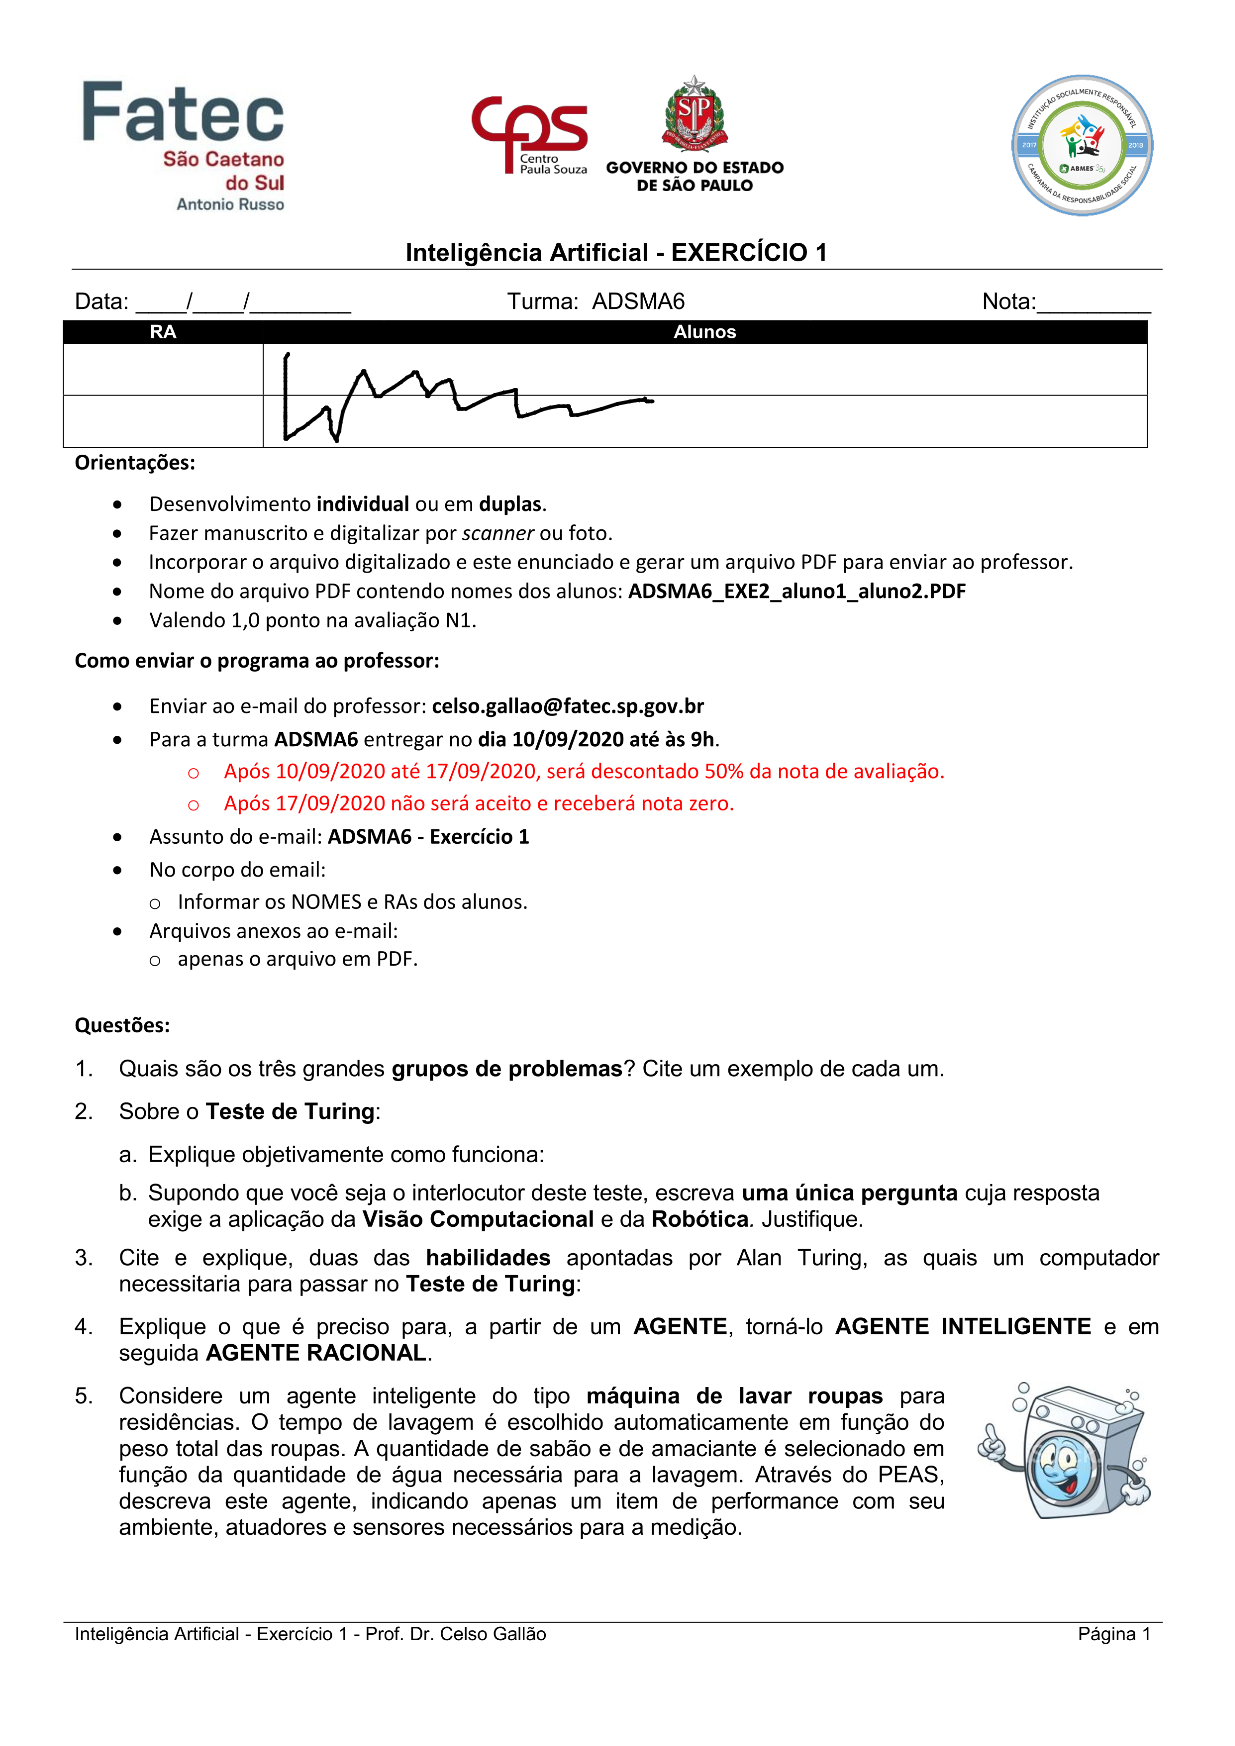 Fatec
São Caetano
do Sul
Antonio Russo
CPS
Centro
Paula Souza
SP
GOVERNO DO ESTADO
DE SÃO PAULO
INSTITUIÇÃO SOCIALMENTE RESPONSÁVEL
2017
2018
ABMES
CAMPANHA DA RESPONSABILIDADE SOCIAL
Inteligência Artificial - EXERCÍCIO 1
Data: ____/____/________ Turma: ADSMA6 Nota:_________
RA Alunos
Orientações:
• Desenvolvimento individual ou em duplas.
• Fazer manuscrito e digitalizar por scanner ou foto.
• Incorporar o arquivo digitalizado e este enunciado e gerar um arquivo PDF para enviar ao professor.
• Nome do arquivo PDF contendo nomes dos alunos: ADSMA6_EXE2_aluno1_aluno2.PDF
• Valendo 1,0 ponto na avaliação N1.
Como enviar o programa ao professor:
• Enviar ao e-mail do professor: celso.gallao@fatec.sp.gov.br
• Para a turma ADSMA6 entregar no dia 10/09/2020 até às 9h.
o Após 10/09/2020 até 17/09/2020, será descontado 50% da nota de avaliação.
o Após 17/09/2020 não será aceito e receberá nota zero.
• Assunto do e-mail: ADSMA6 - Exercício 1
• No corpo do email:
o Informar os NOMES e RAs dos alunos.
• Arquivos anexos ao e-mail:
o apenas o arquivo em PDF.
Questões:
1. Quais são os três grandes grupos de problemas? Cite um exemplo de cada um.
2. Sobre o Teste de Turing:
a. Explique objetivamente como funciona:
b. Supondo que você seja o interlocutor deste teste, escreva uma única pergunta cuja resposta
exige a aplicação da Visão Computacional e da Robótica. Justifique.
3. Cite e explique, duas das habilidades apontadas por Alan Turing, as quais um computador
necessitaria para passar no Teste de Turing:
4. Explique o que é preciso para, a partir de um AGENTE, torná-lo AGENTE INTELIGENTE e em
seguida AGENTE RACIONAL.
5. Considere um agente inteligente do tipo máquina de lavar roupas para
residências. O tempo de lavagem é escolhido automaticamente em função do
peso total das roupas. A quantidade de sabão e de amaciante é selecionado em
função da quantidade de água necessária para a lavagem. Através do PEAS,
descreva este agente, indicando apenas um item de performance com seu
ambiente, atuadores e sensores necessários para a medição.
Inteligência Artificial - Exercício 1 - Prof. Dr. Celso Gallão Página 1